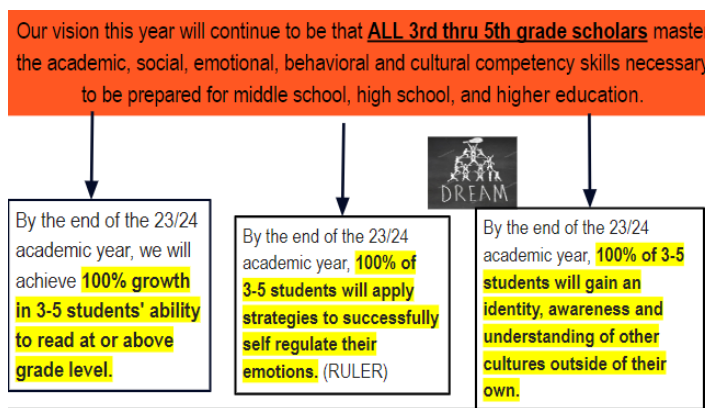 Our vision this year will continue to be that ALL 3rd thru 5th grade scholars maste
the academic, social, emotional, behavioral and cultural competency skills necessary
to be prepared for middle school, high school, and higher education.
DREAM
By the end of the 23/24
academic year, we will
achieve 100% growth
in 3-5 students' ability
to read at or above
grade level.
By the end of the 23/24
academic year, 100% of
3-5 students will apply
strategies to successfully
self regulate their
emotions. (RULER)
By the end of the 23/24
academic year, 100% of 3-5
students will gain an
identity, awareness and
understanding of other
cultures outside of their
own.